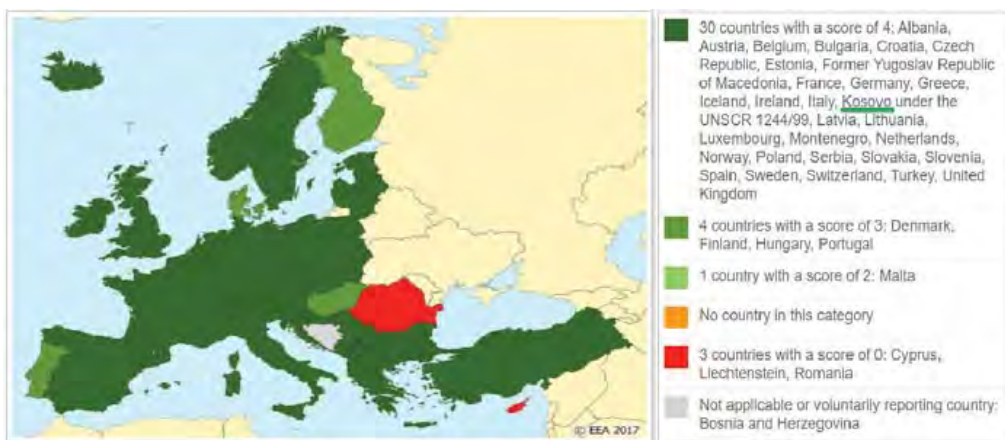 30 countries with a score of 4: Albania,
Austria, Belgium, Bulgaria, Croatia, Czech
Republic, Estonia, Former Yugoslav Republic
of Macedonia, France, Germany, Greece,
Iceland, Ireland, Italy, Kosovo under the
UNSCR 1244/99, Latvia, Lithuania,
Luxembourg, Montenegro, Netherlands,
Norway, Poland, Serbia, Slovakia, Slovenia,
Spain, Sweden, Switzerland, Turkey, United
Kingdom
4 countries with a score of 3: Denmark,
Finland, Hungary, Portugal
1 country with a score of 2: Malta
No country in this category
3 countries with a score of 0: Cyprus,
Liechtenstein, Romania
Not applicable or voluntarily reporting country:
Bosnia and Herzegovina
© EEA 2017